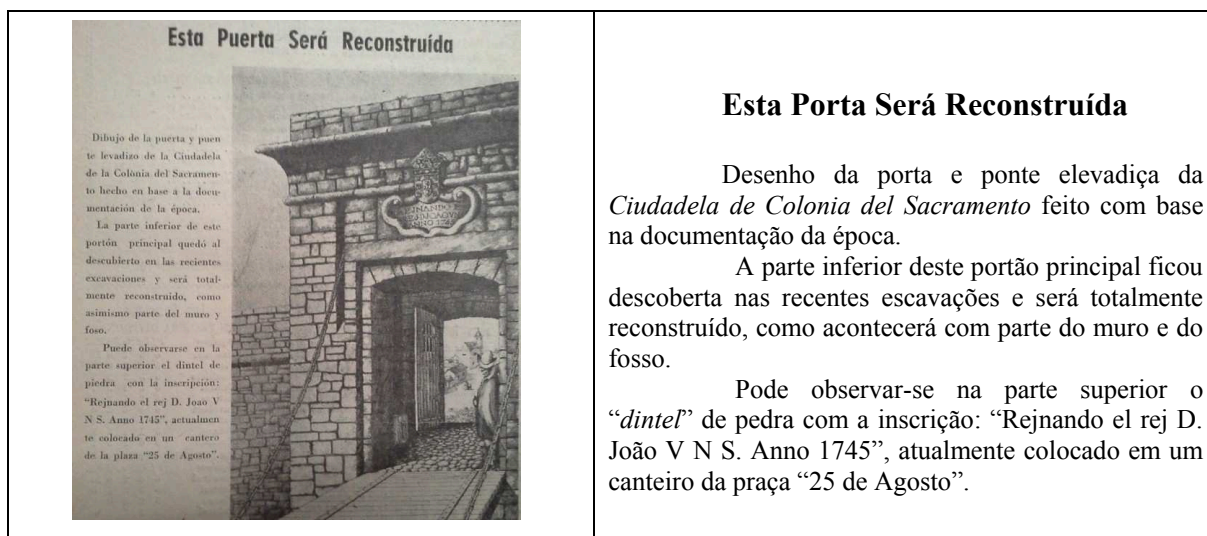 Esta Puerta Será Reconstruída
Dibujo de la puerta y puen
te levadizo de la Ciudadela
de la Colonia del Sacramen-
to hecho en base a la docu-
mentación de la época.
La parte inferior de este
portón principal quedó al
descubierto en las recientes
excavaciones y será total-
mente reconstruido, como
asimismo parte del muro y
foso.
Puede observarse en la
parte superior el dintel de
piedra con la inscripción:
"Rejnando el rej D. Joao V
N S. Anno 1745", actualmen
te colocado en un cantero
de la plaza "25 de Agosto".
Esta Porta Será Reconstruída
Desenho da porta e ponte elevadiça da
Ciudadela de Colonia del Sacramento feito com base
na documentação da época.
A parte inferior deste portão principal ficou
descoberta nas recentes escavações e será totalmente
reconstruído, como acontecerá com parte do muro e do
fosso.
Pode observar-se na parte superior o
“dintel” de pedra com a inscrição: “Rejnando el rej D.
João V N S. Anno 1745”, atualmente colocado em um
canteiro da praça “25 de Agosto”.